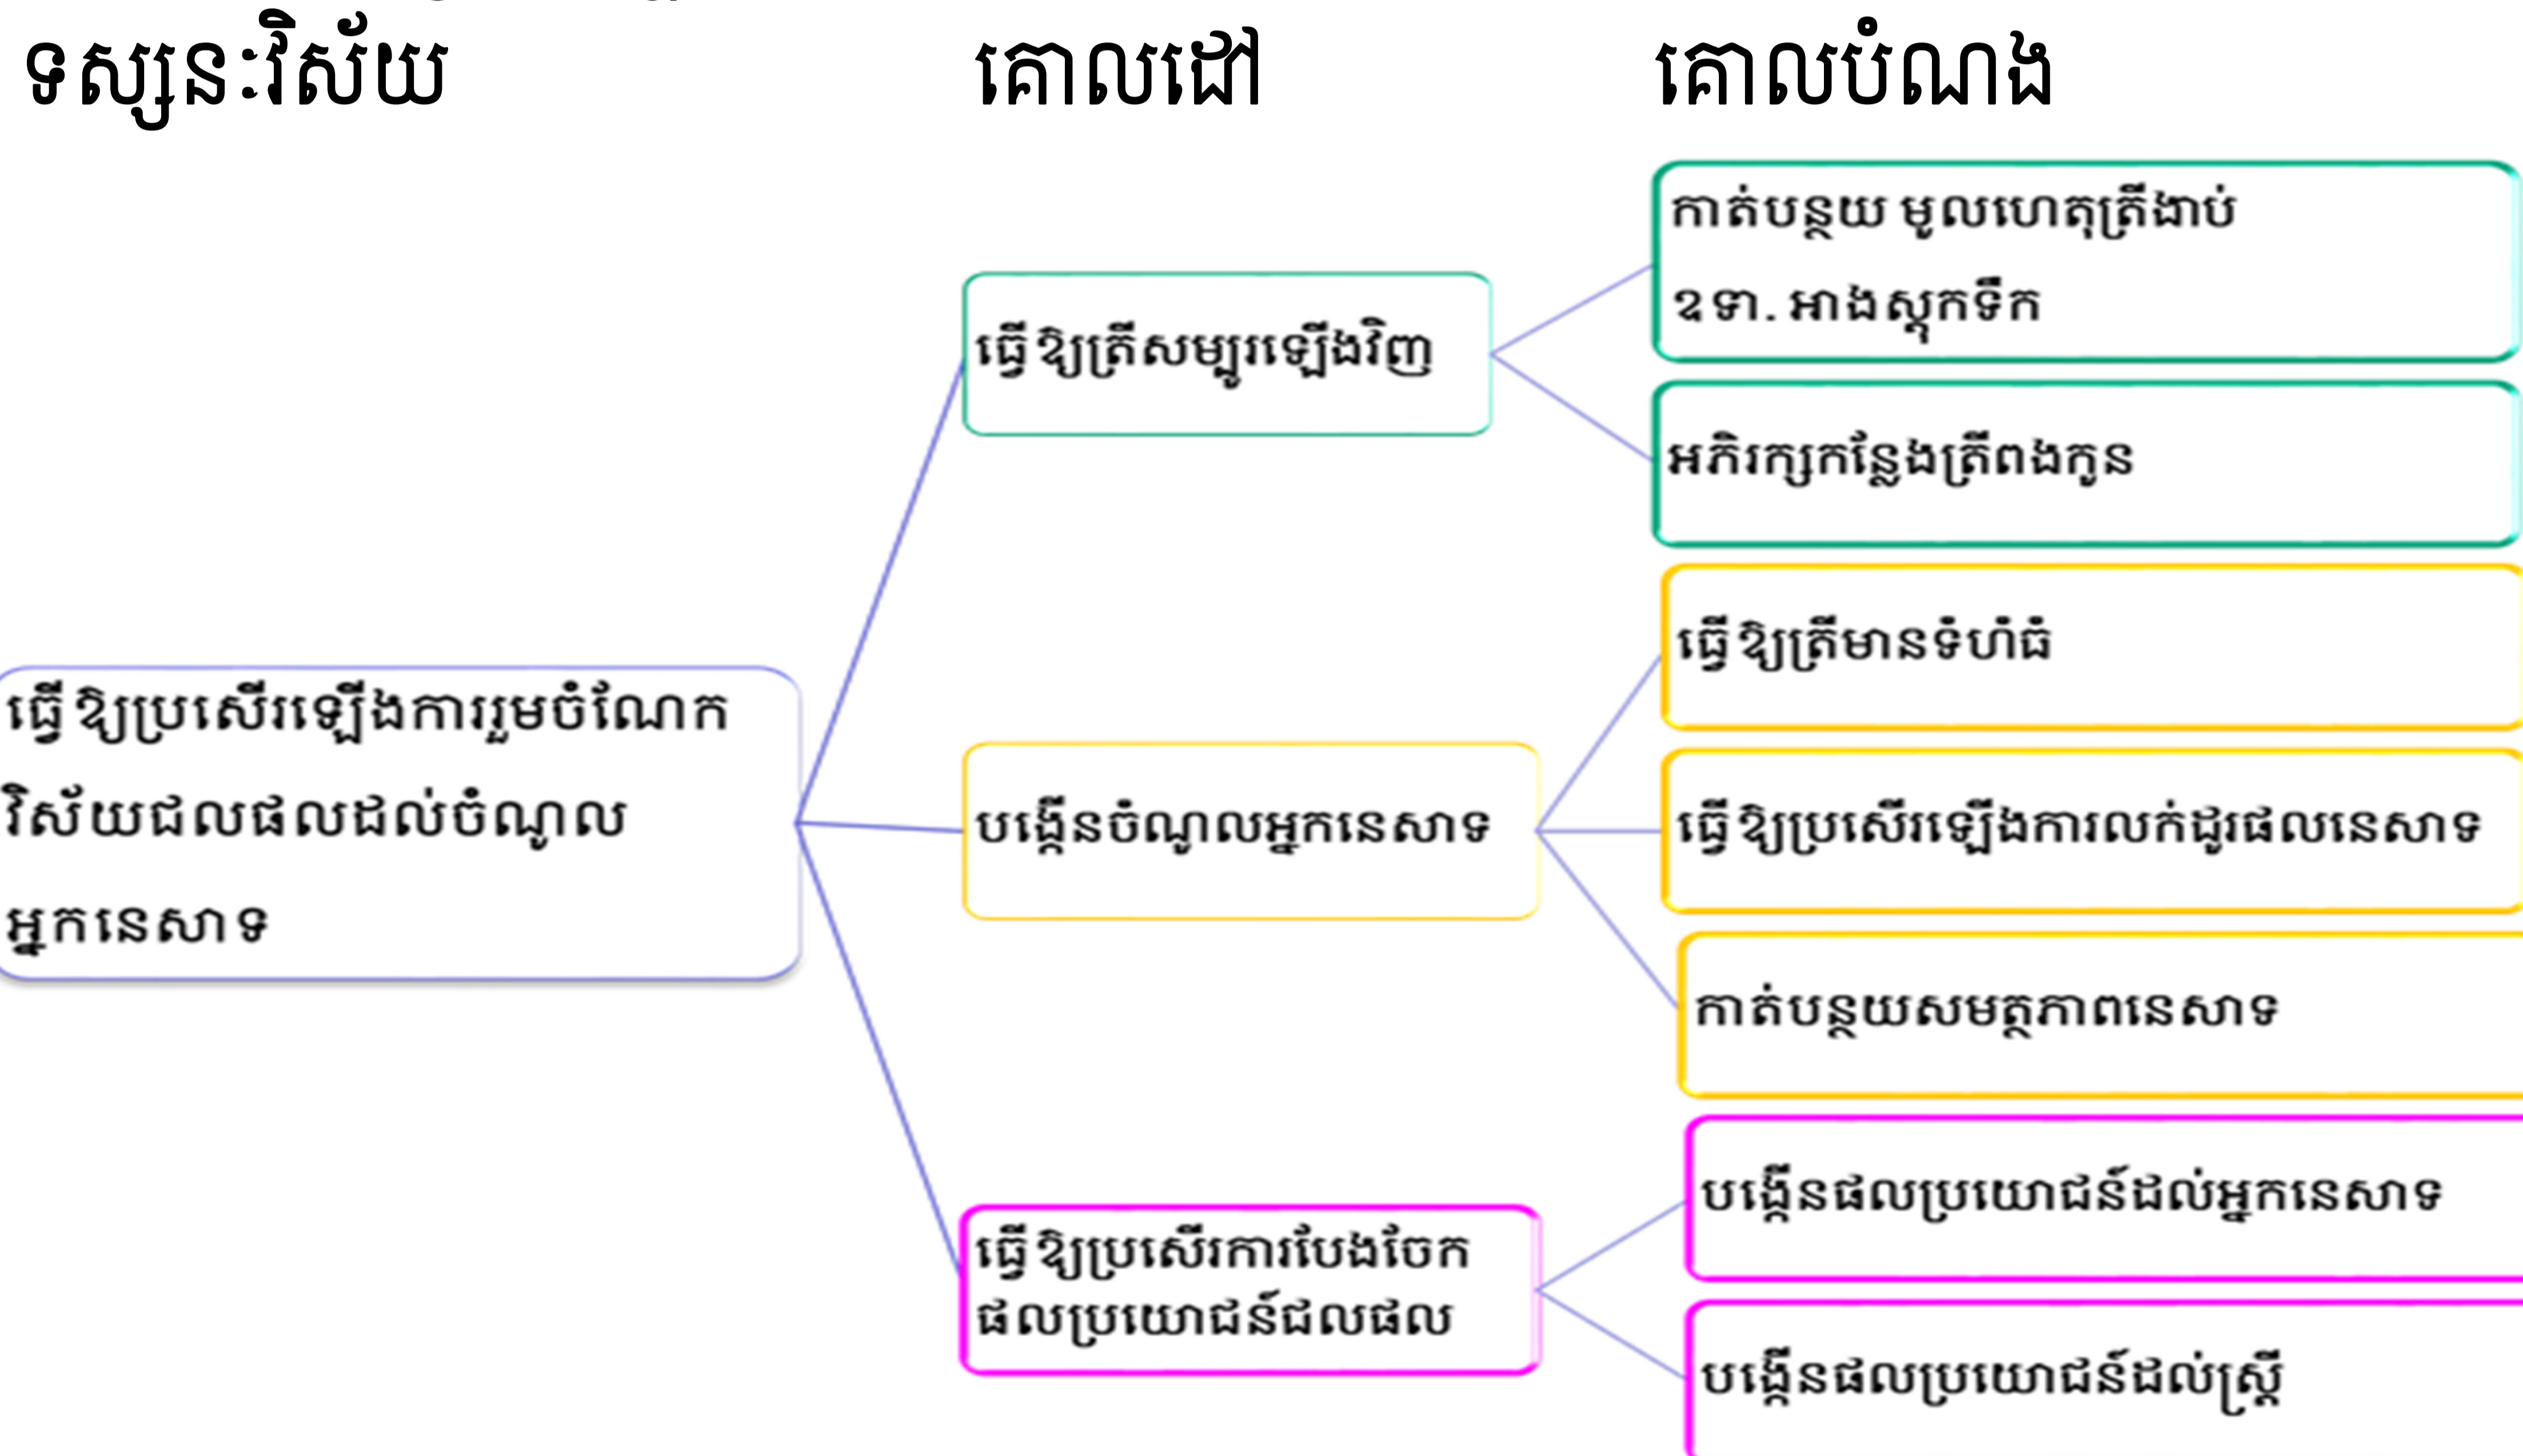 ទស្សនៈវិស័យ
គោលដៅ
គោលបំណង
ធ្វើឱ្យប្រសើរឡើងការរួមចំណែក
វិស័យជលផលដល់ចំណូល
អ្នកនេសាទ
ធ្វើឱ្យត្រីសម្បូរឡើងវិញ
កាត់បន្ថយ មូលហេតុត្រីងាប់
ឧទា. អាងស្តុកទឹក
អភិរក្សកន្លែងត្រីពងកូន
បង្កើនចំណូលអ្នកនេសាទ
ធ្វើឱ្យត្រីមានទំហំធំ
ធ្វើឱ្យប្រសើរឡើងការលក់ដូរផលនេសាទ
កាត់បន្ថយសមត្ថភាពនេសាទ
ធ្វើឱ្យប្រសើរការបែងចែក
ផលប្រយោជន៍ជលផល
បង្កើនផលប្រយោជន៍ដល់អ្នកនេសាទ
បង្កើនផលប្រយោជន៍ដល់ស្ត្រី